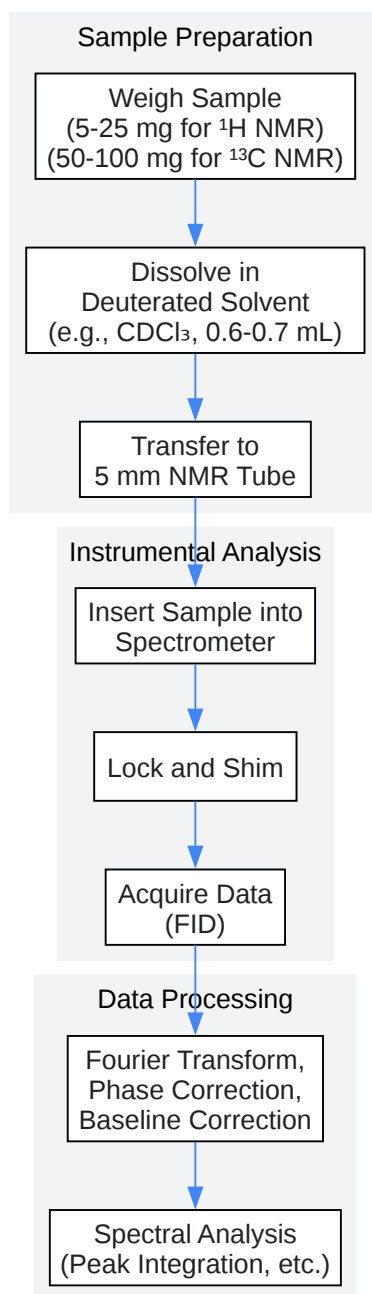 Sample Preparation
Weigh Sample
(5-25 mg for ¹H NMR)
(50-100 mg for ¹³C NMR)
Dissolve in
Deuterated Solvent
(e.g., CDCl₃, 0.6-0.7 mL)
Transfer to
5 mm NMR Tube
Instrumental Analysis
Insert Sample into
Spectrometer
Lock and Shim
Acquire Data
(FID)
Data Processing
Fourier Transform,
Phase Correction,
Baseline Correction
Spectral Analysis
(Peak Integration, etc.)